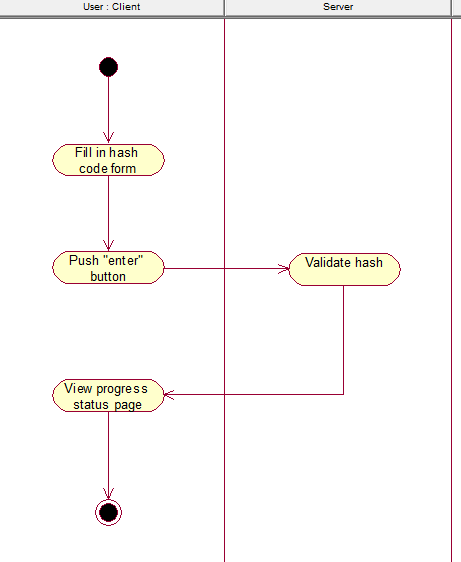 User : Client
Server
Fill in hash
code form
Push "enter"
button
Validate hash
View progress
status page